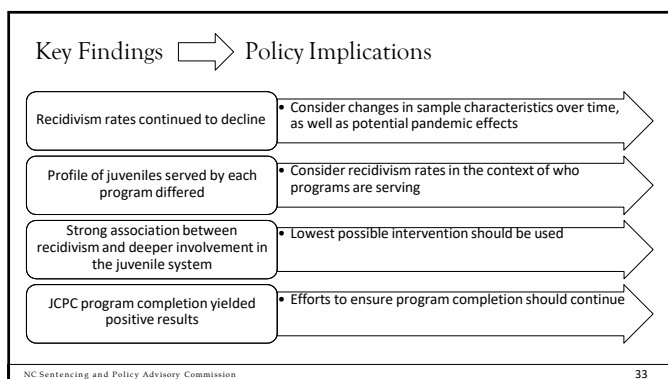 Key Findings Policy Implications
Recidivism rates continued to decline
• Consider changes in sample characteristics over time,
as well as potential pandemic effects
Profile of juveniles served by each
program differed
• Consider recidivism rates in the context of who
programs are serving
Strong association between
recidivism and deeper involvement in
the juvenile system
• Lowest possible intervention should be used
JCPC program completion yielded
positive results
• Efforts to ensure program completion should continue
NC Sentencing and Policy Advisory Commission 33